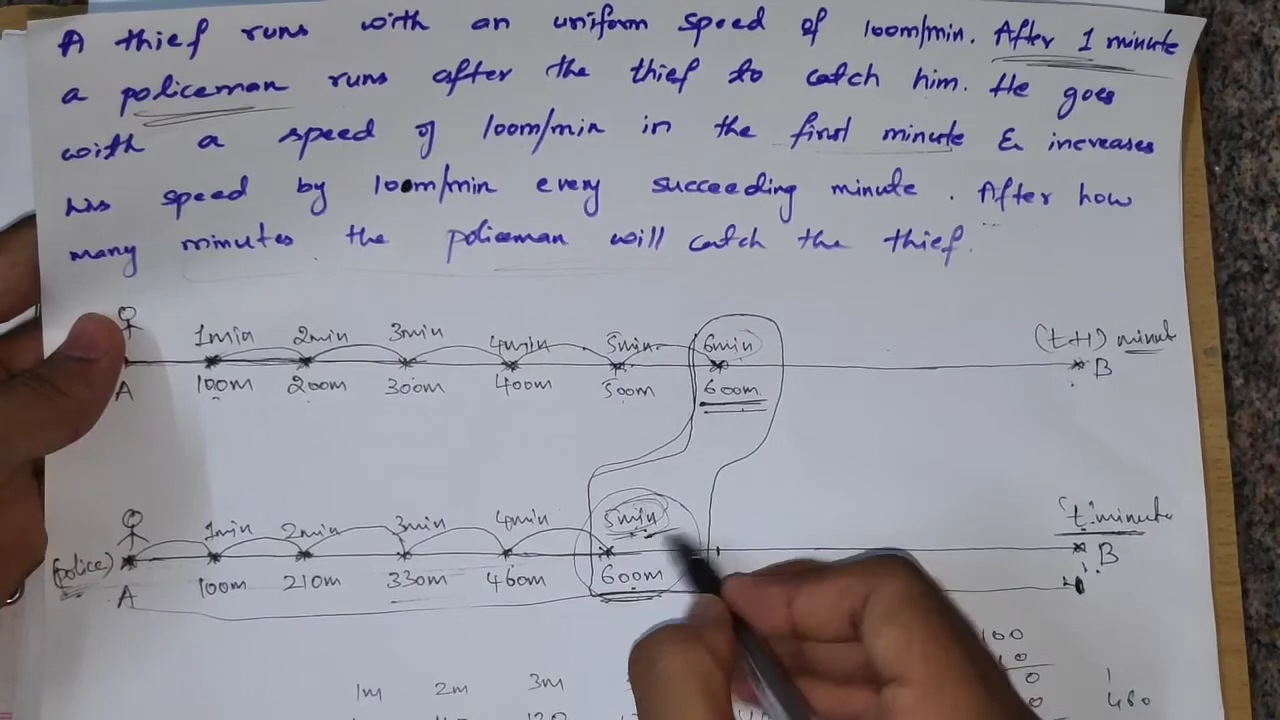 A thief runs with an uniform speed of 100m/min. After 1 minute
a policeman runs after the thief to catch him. He goes
with a speed of 100m/min in the first minute & increases
his speed by 10m/min every succeeding minute. After how
many minutes the policeman will catch the thief.
1min 2min 3min 4min 5min 6min (t+1) minut
A 100m 200m 300m 400m 500m 600m B
1min 2min 3min 4min 5min 't' minute
(police) B
A 100m 210m 330m 460m 600m
100
1m 2m 3m
480